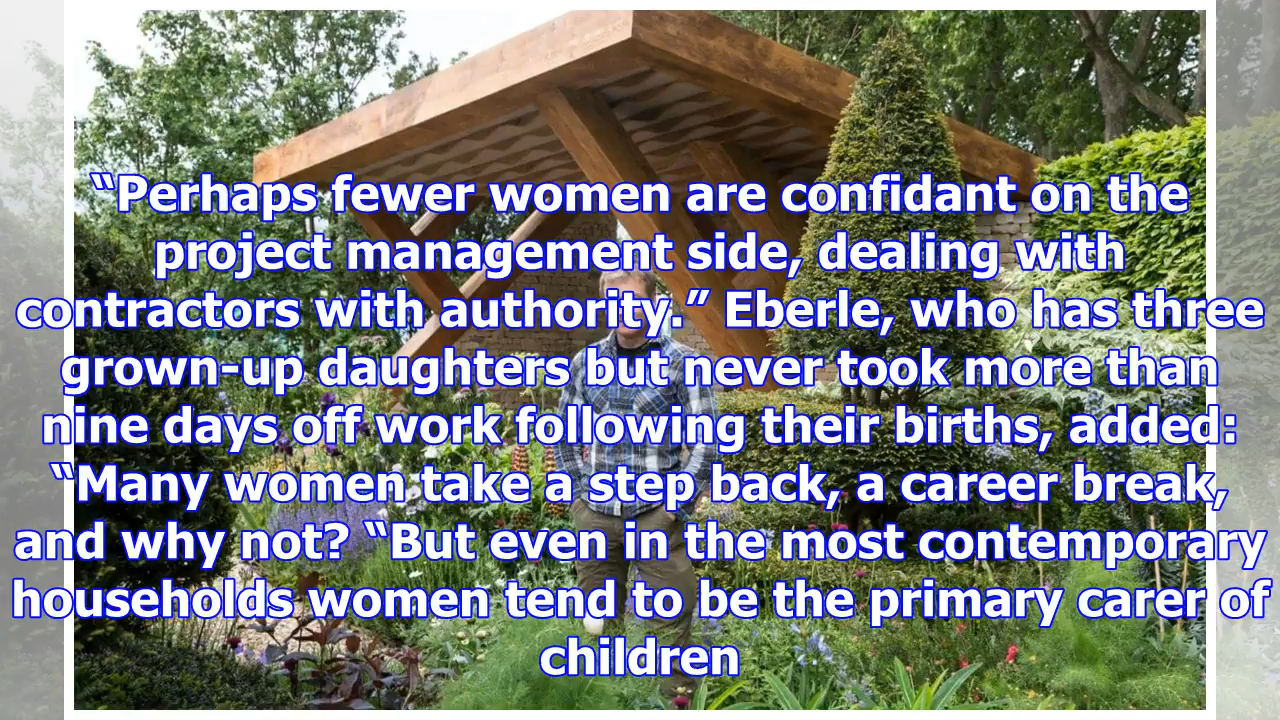 “Perhaps fewer women are confidant on the
project management side, dealing with
contractors with authority.” Eberle, who has three
grown-up daughters but never took more than
nine days off work following their births, added:
“Many women take a step back, a career break,
and why not? “But even in the most contemporary
households women tend to be the primary carer of
children